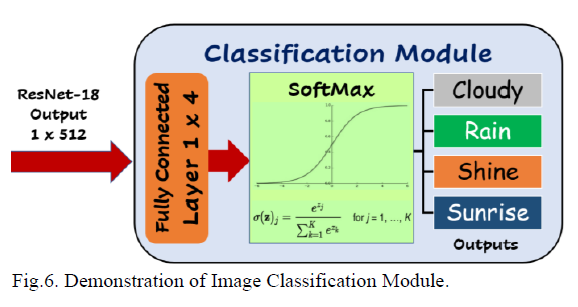 Classification Module
ResNet-18
Output
1 x 512
Fully Connected
Layer 1 x 4
SoftMax
σ(z)j = e^zj / Σ K k=1 e^zk for j = 1, ..., K
Cloudy
Rain
Shine
Sunrise
Outputs
Fig.6. Demonstration of Image Classification Module.